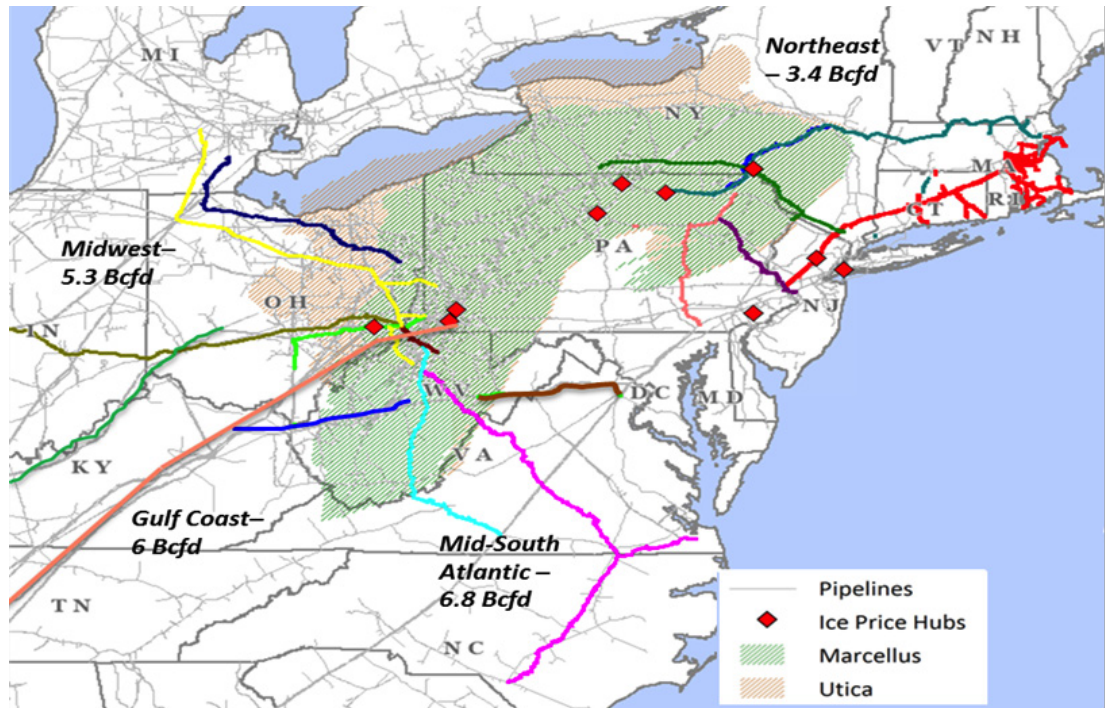 Northeast
– 3.4 Bcfd
MI
VT
NH
NY
MA
CT
RI
PA
Midwest–
5.3 Bcfd
OH
NJ
IN
WV
DC
MD
VA
KY
Gulf Coast–
6 Bcfd
Mid-South
Atlantic –
6.8 Bcfd
TN
NC
Pipelines
Ice Price Hubs
Marcellus
Utica